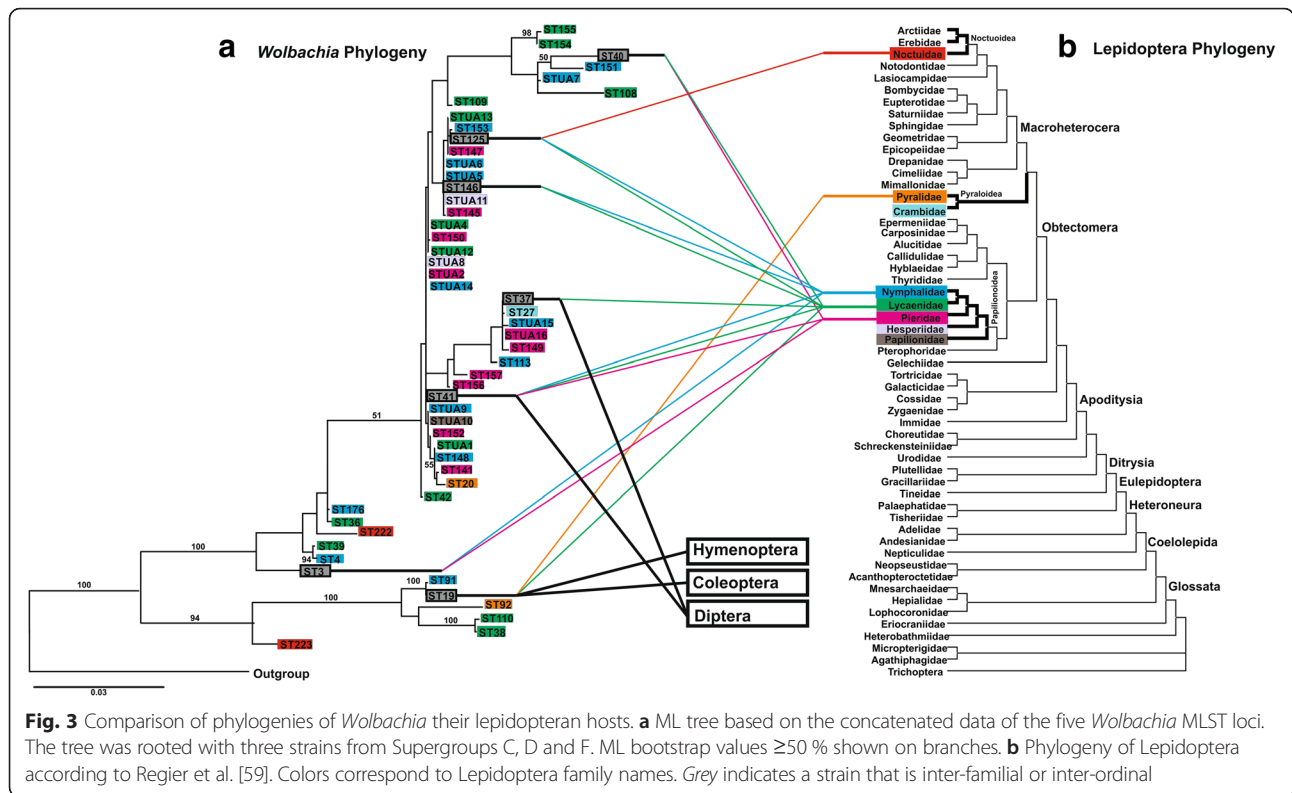 a Wolbachia Phylogeny
ST155
98
ST154
ST40
50
ST151
STUA7
ST108
ST109
STUA13
ST153
ST125
ST147
STUA6
STUA5
ST146
STUA11
ST145
STUA4
ST150
STUA12
STUA8
STUA2
STUA14
ST37
ST27
STUA15
STUA16
ST149
ST113
ST157
ST156
ST41
STUA9
STUA10
ST152
STUA1
ST148
55
ST141
ST20
ST42
51
ST176
ST36
ST222
100
ST39
94
ST4
ST3
100
100
ST91
ST19
100
ST92
94
ST110
100
ST38
ST223
Outgroup
0.03
Hymenoptera
Coleoptera
Diptera
b Lepidoptera Phylogeny
Arctiidae
Erebidae
Noctuoidea
Noctuidae
Notodontidae
Lasiocampidae
Bombycidae
Eupterotidae
Saturniidae
Sphingidae
Macroheterocera
Geometridae
Epicopeiidae
Drepanidae
Cimeliidae
Mimallonidae
Pyralidae
Pyraloidea
Crambidae
Epermeniidae
Carposinidae
Obtectomera
Alucitidae
Callidulidae
Hyblaeidae
Thyrididae
Papilionoidea
Nymphalidae
Lycaenidae
Pieridae
Hesperiidae
Papilionidae
Pterophoridae
Gelechiidae
Tortricidae
Galacticidae
Cossidae
Apoditysia
Zygaenidae
Immidae
Choreutidae
Schreckensteiniidae
Urodidae
Ditrysia
Plutellidae
Gracillariidae
Eulepidoptera
Tineidae
Palaephatidae
Heteroneura
Tisheriidae
Adelidae
Andesianidae
Nepticulidae
Coelolepida
Neopseustidae
Acanthopteroctetidae
Mnesarchaeidae
Glossata
Hepialidae
Lophocoronidae
Eriocraniidae
Heterobathmiidae
Micropterigidae
Agathiphagidae
Trichoptera
Fig. 3 Comparison of phylogenies of Wolbachia their lepidopteran hosts. a ML tree based on the concatenated data of the five Wolbachia MLST loci.
The tree was rooted with three strains from Supergroups C, D and F. ML bootstrap values ≥50 % shown on branches. b Phylogeny of Lepidoptera
according to Regier et al. [59]. Colors correspond to Lepidoptera family names. Grey indicates a strain that is inter-familial or inter-ordinal